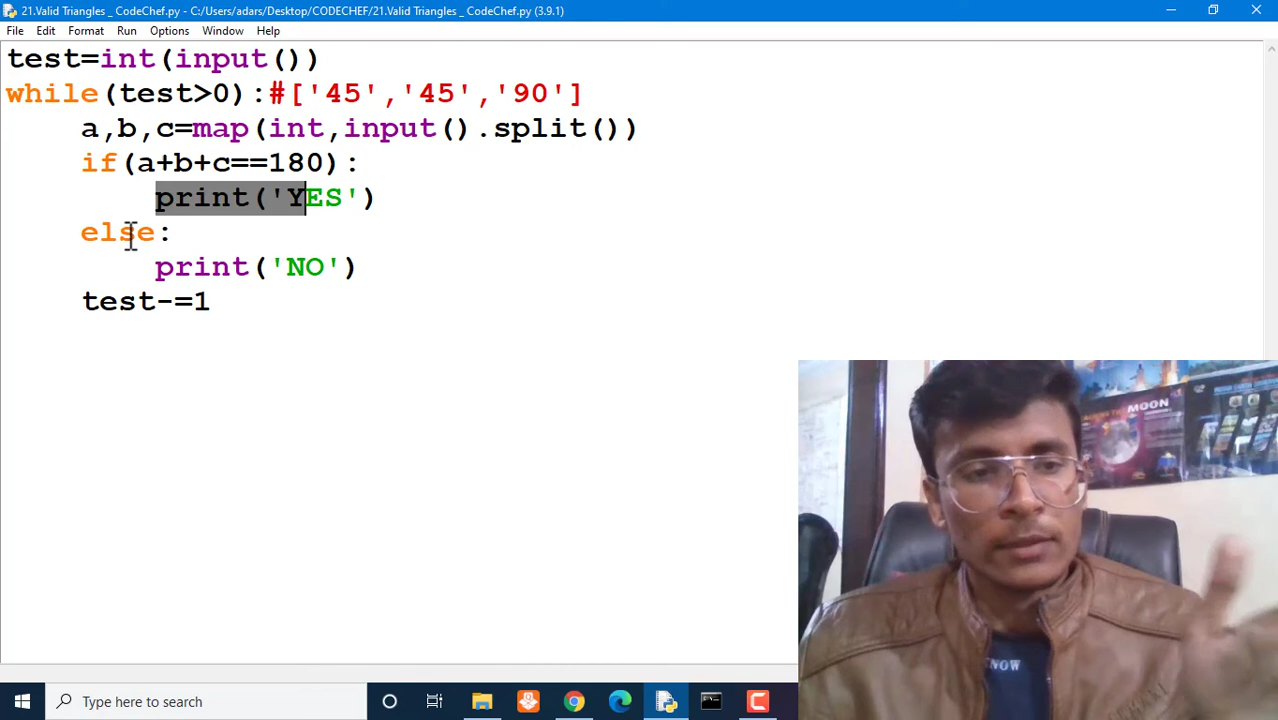 21.Valid Triangles _ CodeChef.py - C:/Users/adars/Desktop/CODECHEF/21.Valid Triangles _ CodeChef.py (3.9.1)
File Edit Format Run Options Window Help
test=int(input())
while(test>0):#['45','45','90']
a,b,c=map(int,input().split())
if(a+b+c==180):
print('YES')
else:
print('NO')
test-=1
MOON
KNOW
Type here to search